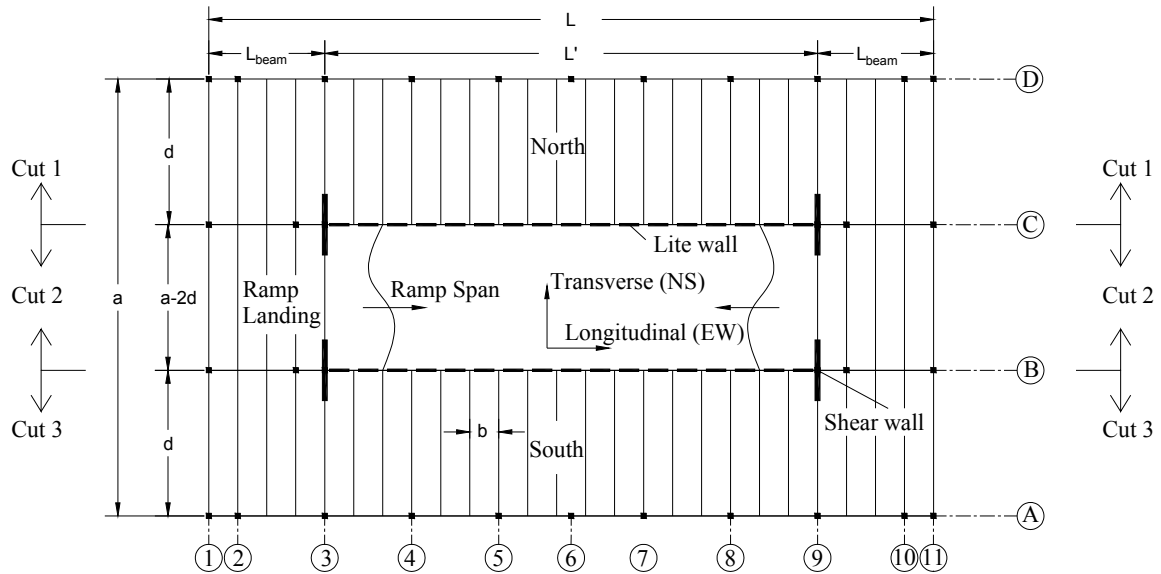 L
L_beam
L'
L_beam
D
d
North
Cut 1
Cut 1
C
Lite wall
Cut 2
a
a-2d
Ramp
Landing
Ramp Span
Transverse (NS)
Longitudinal (EW)
Cut 2
B
Cut 3
d
b
South
Shear wall
Cut 3
A
1 2 3 4 5 6 7 8 9 10 11